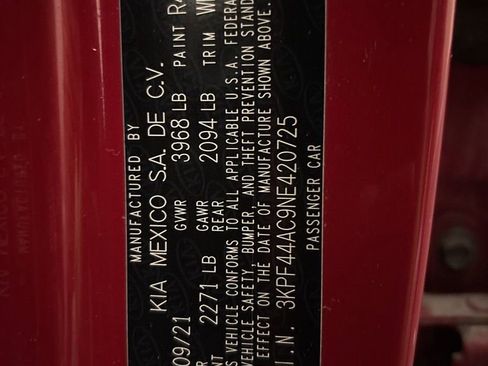 MANUFACTURED BY
KIA MEXICO S.A. DE C.V.
09/21 GVWR 3968 LB PAINT
GAWR GAWR TRIM
2271 LB REAR 2094 LB
VEHICLE CONFORMS TO ALL APPLICABLE U.S.A. FEDERA
VEHICLE SAFETY, BUMPER, AND THEFT PREVENTION STAND
EFFECT ON THE DATE OF MANUFACTURE SHOWN ABOVE.
I.N. 3KPF44AC9NE420725
PASSENGER CAR